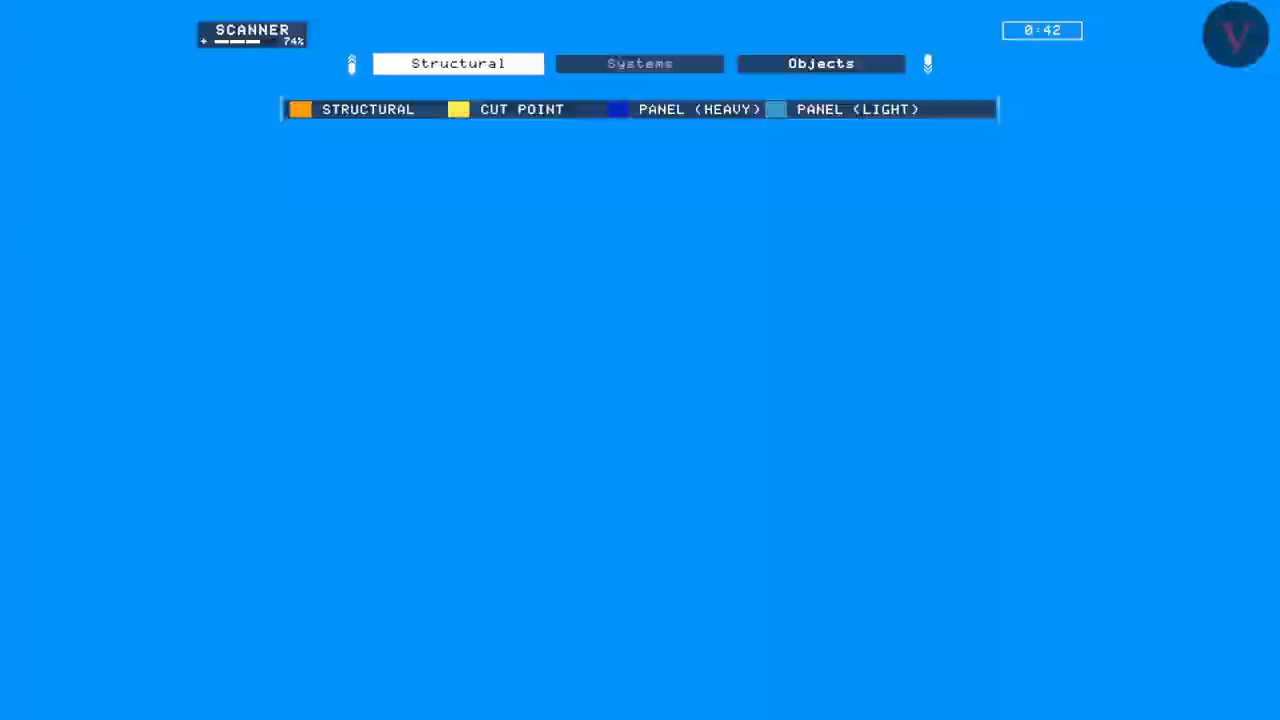 SCANNER
+ 74%
0:42
V
Structural Systems Objects
STRUCTURAL CUT POINT PANEL (HEAVY) PANEL (LIGHT)